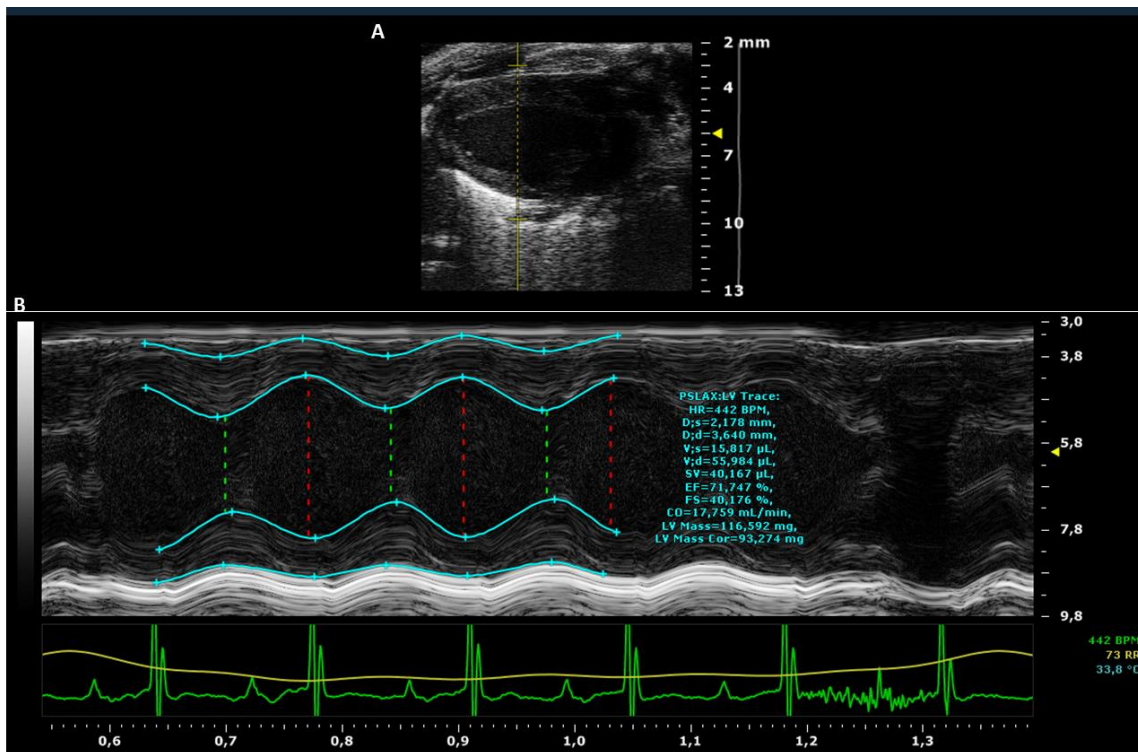 A
2 mm
4
7
10
13
B
3,0
3,8
5,8
7,8
9,8
PSLAX:LV Trace:
HR=442 BPM,
D;s=2,178 mm,
D;d=3,640 mm,
V;s=15,817 µL,
V;d=55,984 µL,
SV=40,167 µL,
EF=71,747 %,
FS=40,176 %,
CO=17,759 mL/min,
LV Mass=116,592 mg,
LV Mass Cor=93,274 mg
442 BPM
73 RR
33,8 °
0,6 0,7 0,8 0,9 1,0 1,1 1,2 1,3